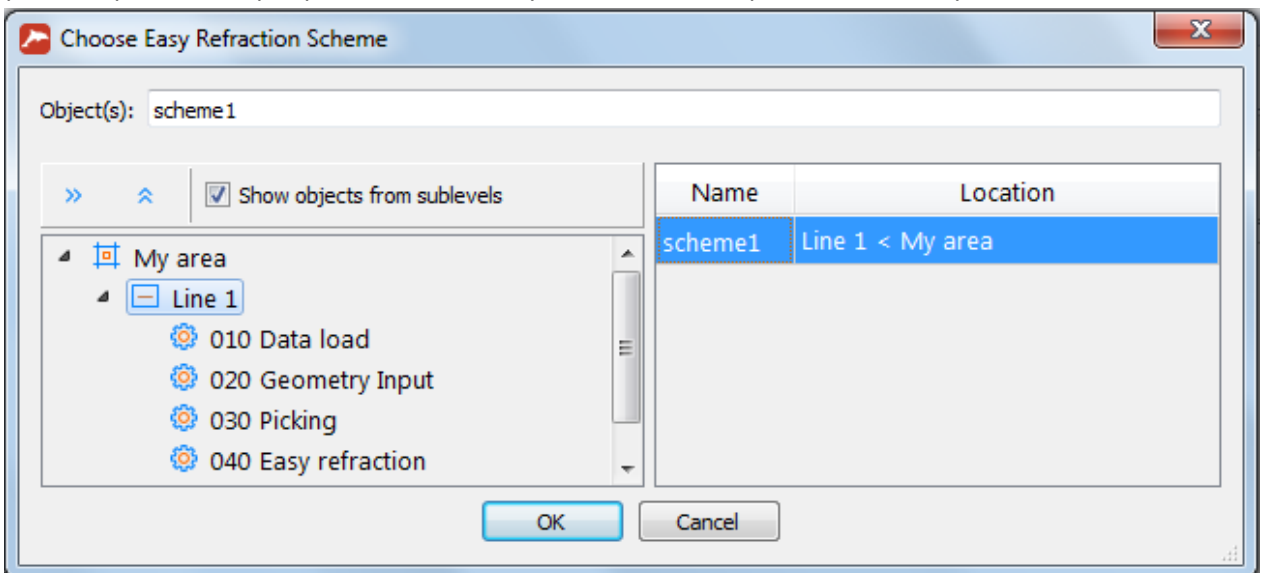 Choose Easy Refraction Scheme
Object(s): scheme1
Show objects from sublevels
My area
Line 1
010 Data load
020 Geometry Input
030 Picking
040 Easy refraction
Name Location
scheme1 Line 1 < My area
OK Cancel